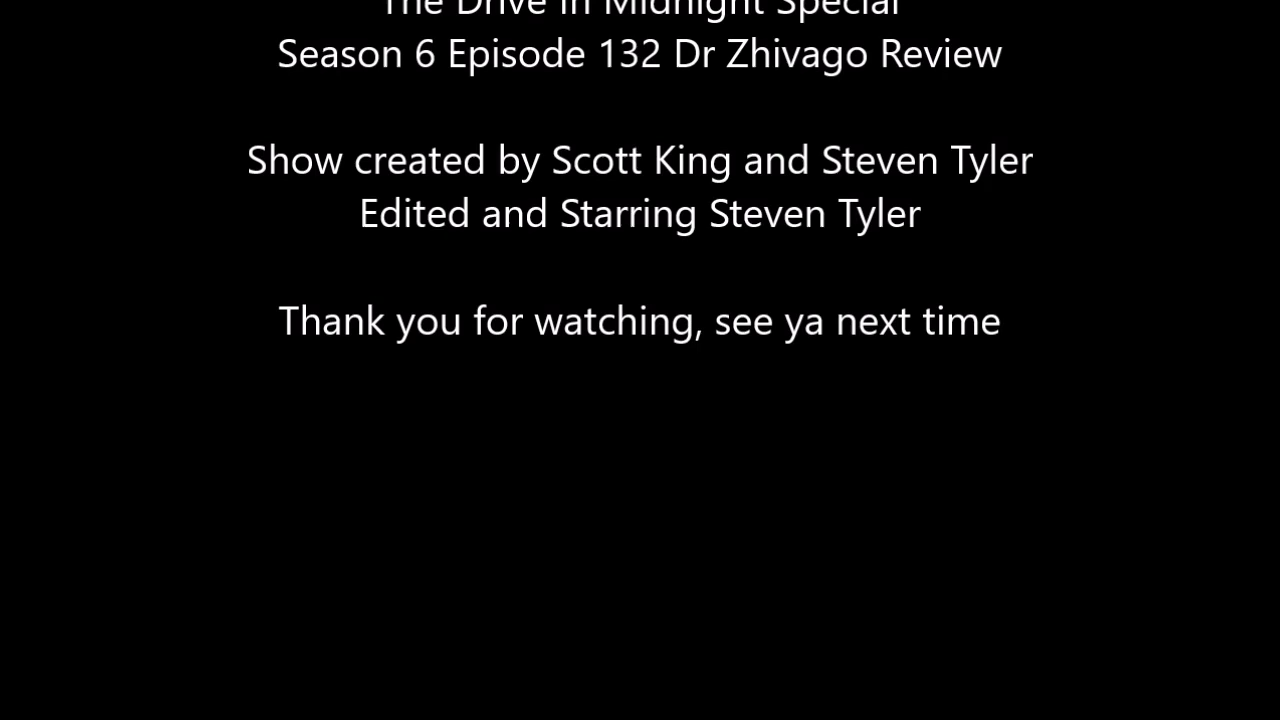 The Drive In Midnight Special
Season 6 Episode 132 Dr Zhivago Review
Show created by Scott King and Steven Tyler
Edited and Starring Steven Tyler
Thank you for watching, see ya next time